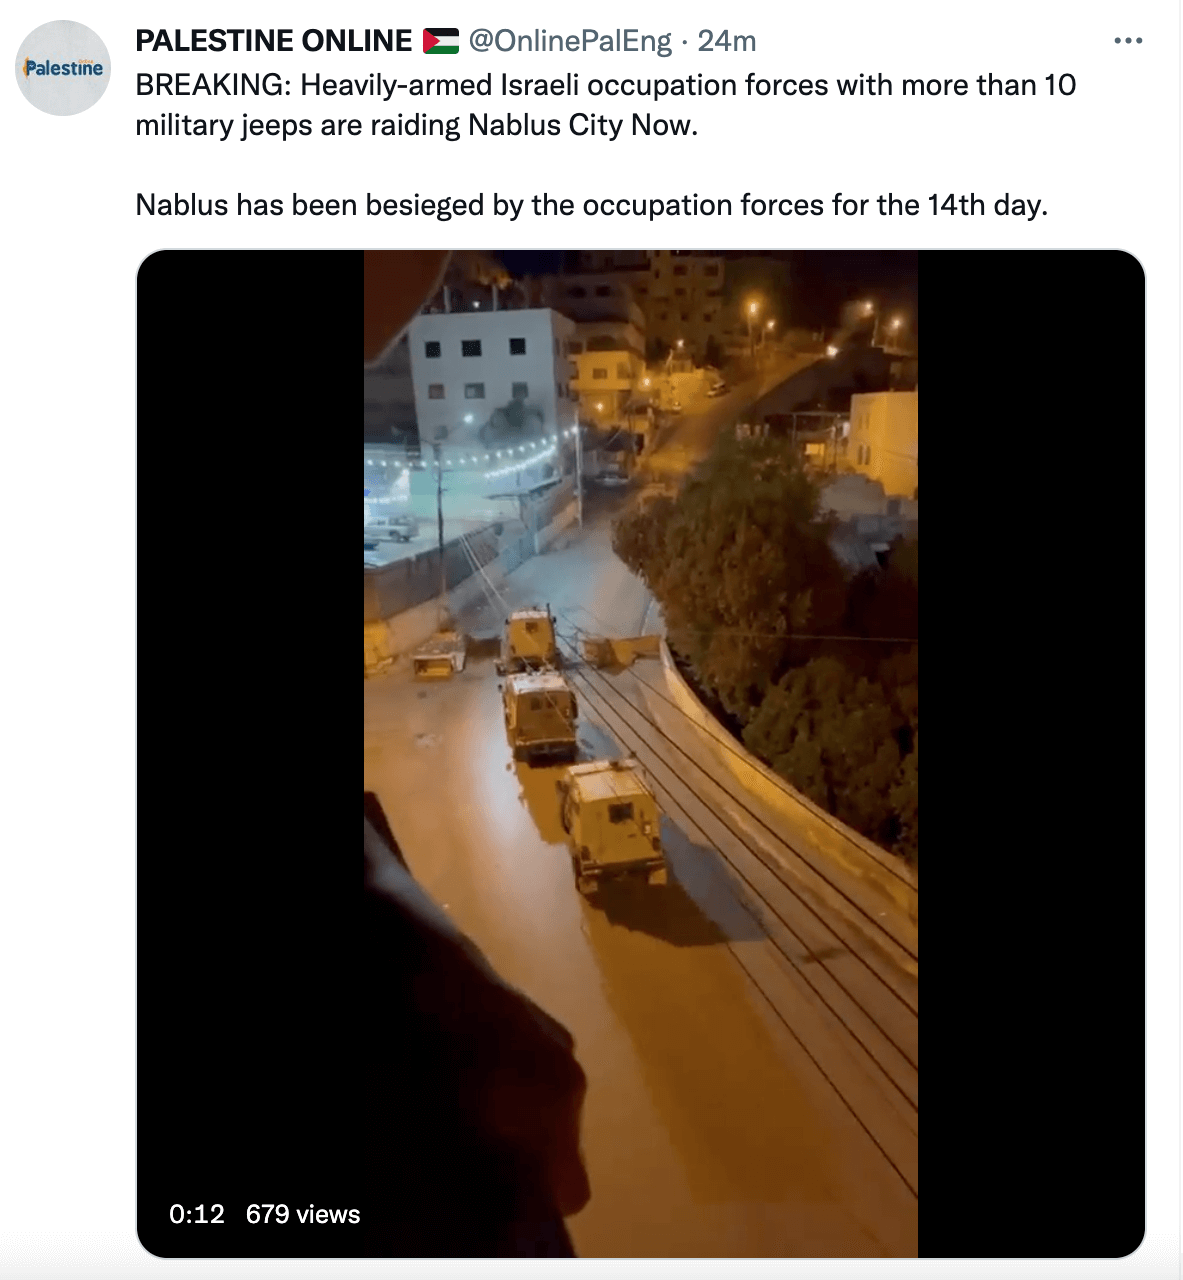 PALESTINE ONLINE 🇵🇸 @OnlinePalEng · 24m
Palestine
BREAKING: Heavily-armed Israeli occupation forces with more than 10
military jeeps are raiding Nablus City Now.
Nablus has been besieged by the occupation forces for the 14th day.
0:12 679 views